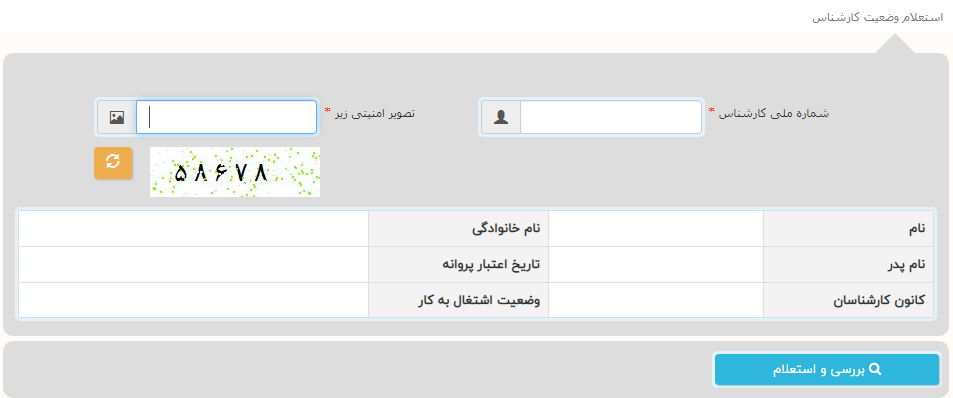 استعلام وضعیت کارشناس
شماره ملی کارشناس *
تصویر امنیتی زیر *
۵۸۶۷۸
نام
نام خانوادگی
نام پدر
تاریخ اعتبار پروانه
کانون کارشناسان
وضعیت اشتغال به کار
بررسی و استعلام